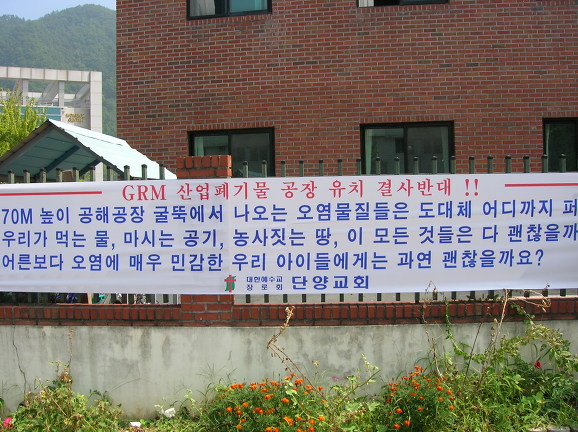 GRM 산업폐기물 공장 유치 결사반대 !!
70M 높이 공해공장 굴뚝에서 나오는 오염물질들은 도대체 어디까지 퍼
우리가 먹는 물, 마시는 공기, 농사짓는 땅, 이 모든 것들은 다 괜찮을까
어른보다 오염에 매우 민감한 우리 아이들에게는 과연 괜찮을까요?
대한예수교
장로회 단양교회